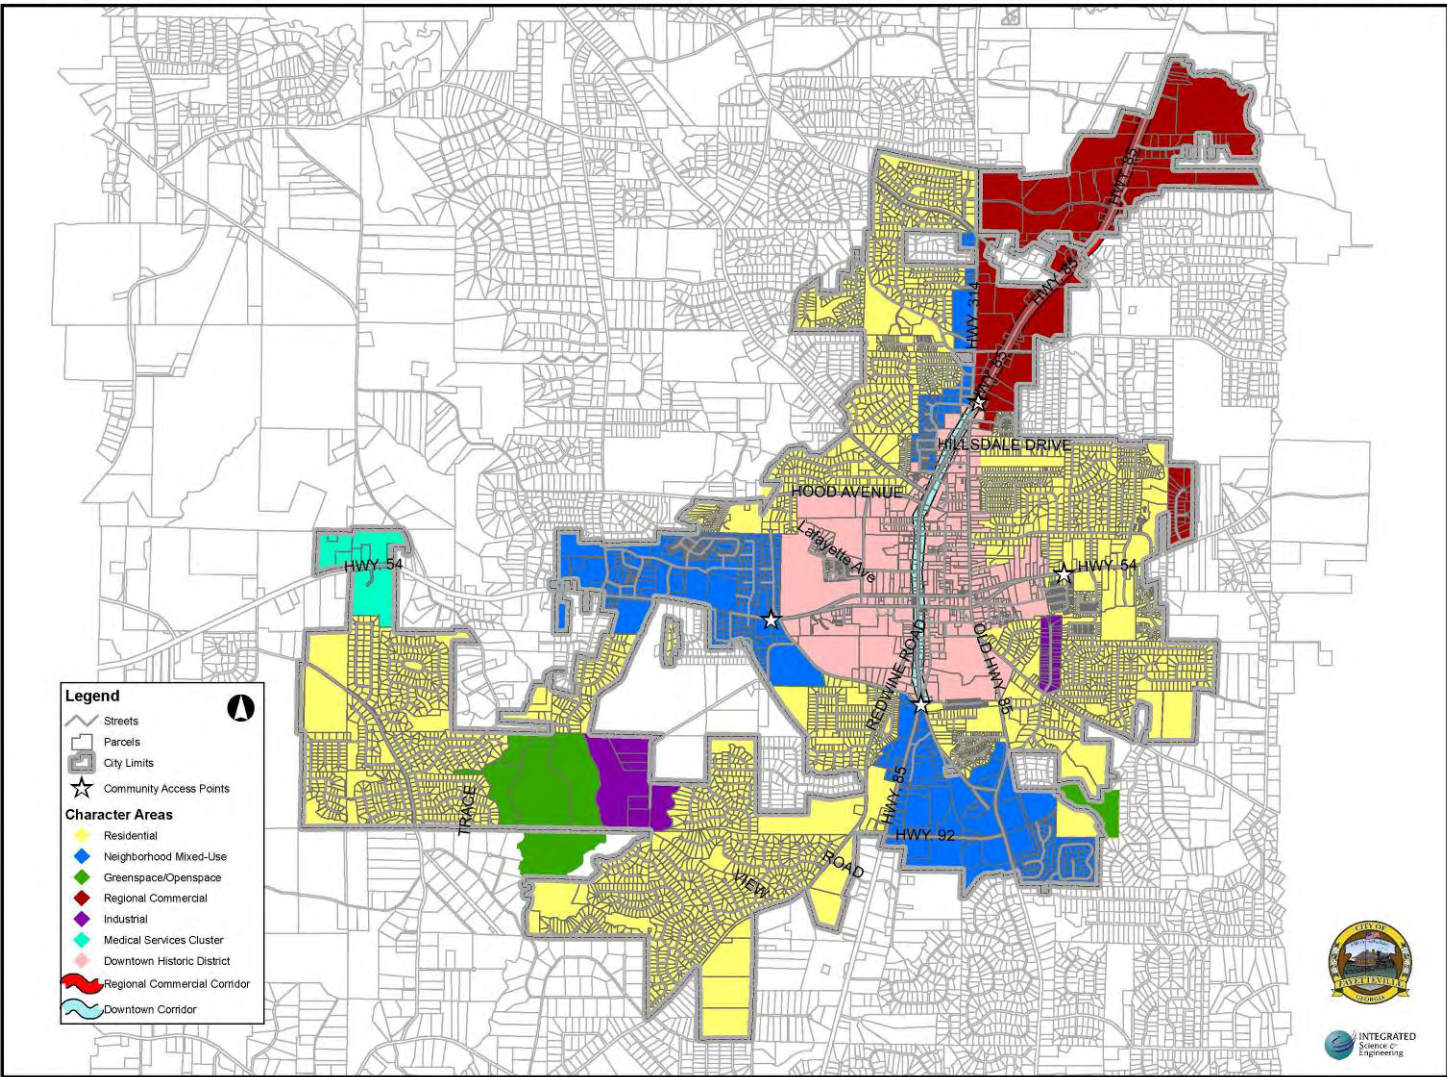 HWY. 85
HWY. 314
HWY. 85
HWY. 85
HILLSDALE DRIVE
HOOD AVENUE
Lafayette Ave
HWY. 54
HWY. 54
REDWINE ROAD
OLD HWY. 85
HWY. 85
HWY. 92
TRACE
VIEW
ROAD
Legend
Streets
Parcels
City Limits
Community Access Points
Character Areas
Residential
Neighborhood Mixed-Use
Greenspace/Openspace
Regional Commercial
Industrial
Medical Services Cluster
Downtown Historic District
Regional Commercial Corridor
Downtown Corridor
CITY OF
FAYETTEVILLE
GEORGIA
INTEGRATED
Science &
Engineering